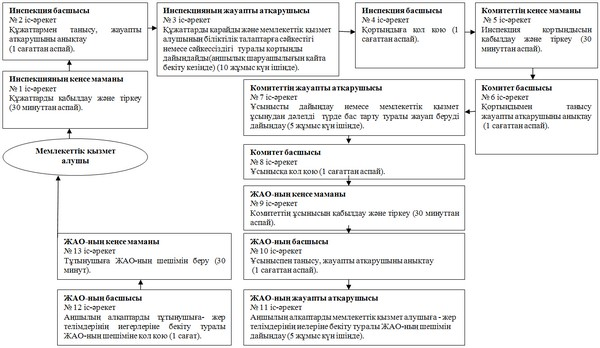 Инспекция басшысы
№ 2 іс-әрекет
Құжаттармен танысу, жауапты
атқарушыны анықтау
(1 сағаттан аспай).
Инспекцияның жауапты атқарушысы
№ 3 іс-әрекет
Құжаттарды қарайды және мемлекеттік қызмет
алушының біліктілік талаптарға сәйкестігі
немесе сәйкессіздігі туралы қортынды
дайындайды(аңшылық шаруашылығын қайта
бекіту кезінде) (10 жұмыс күн ішінде).
Инспекция басшысы
№ 4 іс-әрекет
Қортындыға қол қою (1
сағаттан аспай).
Комитеттің кеңсе маманы
№ 5 іс-әрекет
Инспекция қортындысын
қабылдау және тіркеу (30
минуттан аспай).
Инспекцияның кеңсе маманы
№ 1 іс-әрекет
Құжаттарды қабылдау және тіркеу
(30 минуттан аспай).
Комитет басшысы
№ 6 іс-әрекет
Қортындымен танысу
жауапты атқарушыны анықтау
(1 сағаттан аспай).
Комитеттің жауапты атқарушысы
№ 7 іс-әрекет
Ұсынысты дайындау немесе мемлекеттік қызмет
ұсынудан дәлелді түрде бас тарту туралы жауап беруді
дайындау (5 жұмыс күн ішінде).
Мемлекеттік қызмет
алушы
Комитет басшысы
№ 8 іс-әрекет
Ұсынысқа қол қою (1 сағаттан аспай).
ЖАО-ның кеңсе маманы
№ 9 іс-әрекет
Комитеттің ұсынысын қабылдау және тіркеу (30 минуттан
аспай).
ЖАО-ның кеңсе маманы
№ 13 іс-әрекет
Тұтынушыға ЖАО-ның шешімін беру (30
минут).
ЖАО-ның басшысы
№ 10 іс-әрекет
Ұсыныспен танысу, жауапты атқарушыны анықтау
(1 сағаттан аспай).
ЖАО-ның басшысы
№ 12 іс-әрекет
Аңшылық алқаптарды тұтынушыға- жер
телімдерінің иегерлеріне бекіту туралы
ЖАО-ның шешіміне қол қою (1 сағат).
ЖАО-ның жауапты атқарушысы
№ 11 іс-әрекет
Аңшылық алқаптарды мемлекеттік қызмет алушыға - жер
телімдерінің иелеріне бекіту туралы ЖАО-ның шешімін
дайындау (5 жұмыс күн ішінде).